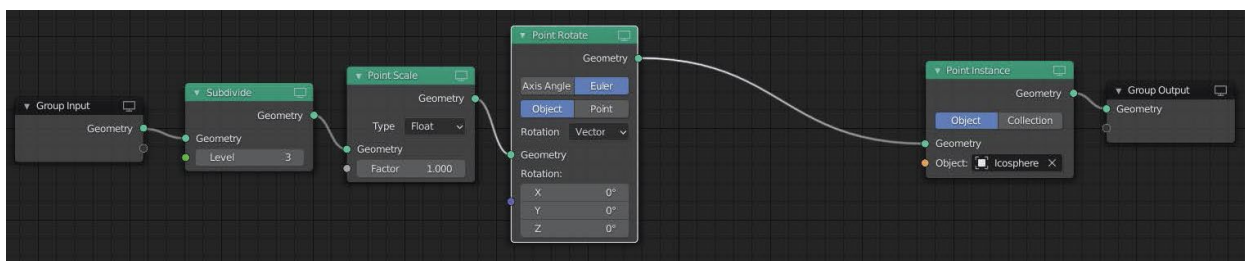 Group Input
Geometry
Subdivide
Geometry
Geometry
Level 3
Point Scale
Geometry
Type Float
Geometry
Factor 1.000
Point Rotate
Geometry
Axis Angle Euler
Object Point
Rotation Vector
Geometry
Rotation:
X 0°
Y 0°
Z 0°
Point Instance
Geometry
Object Collection
Geometry
Object: Icosphere
Group Output
Geometry